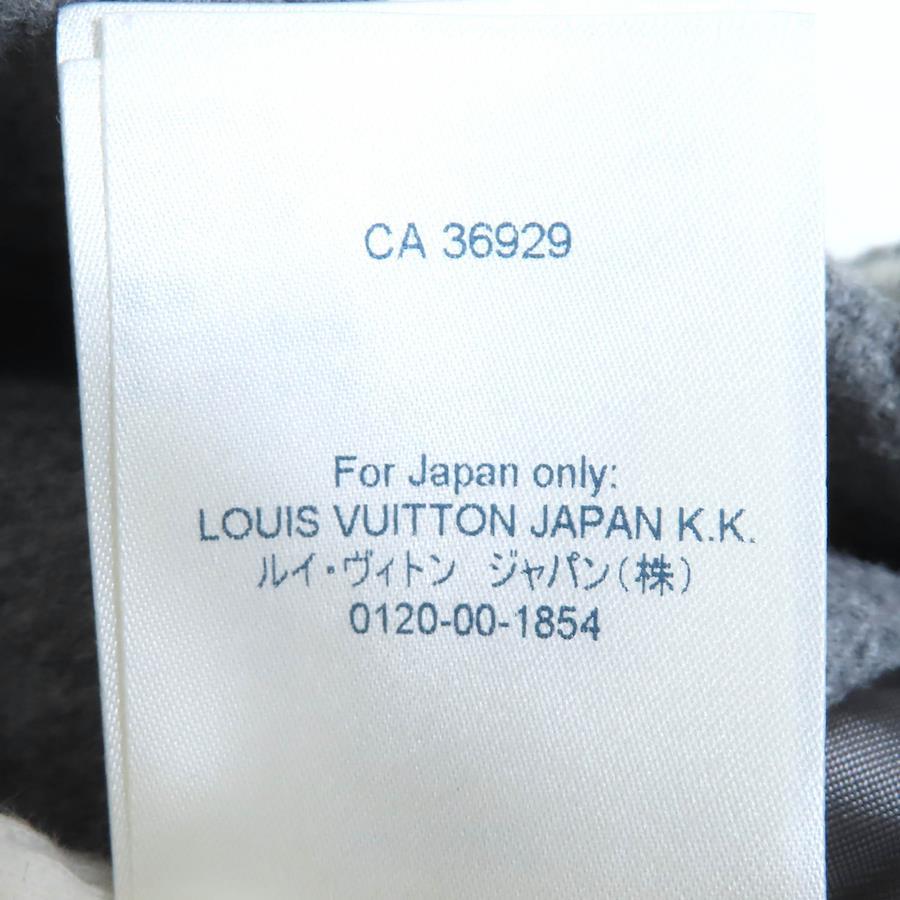 CA 36929
For Japan only:
LOUIS VUITTON JAPAN K.K.
ルイ・ヴィトン ジャパン(株)
0120-00-1854